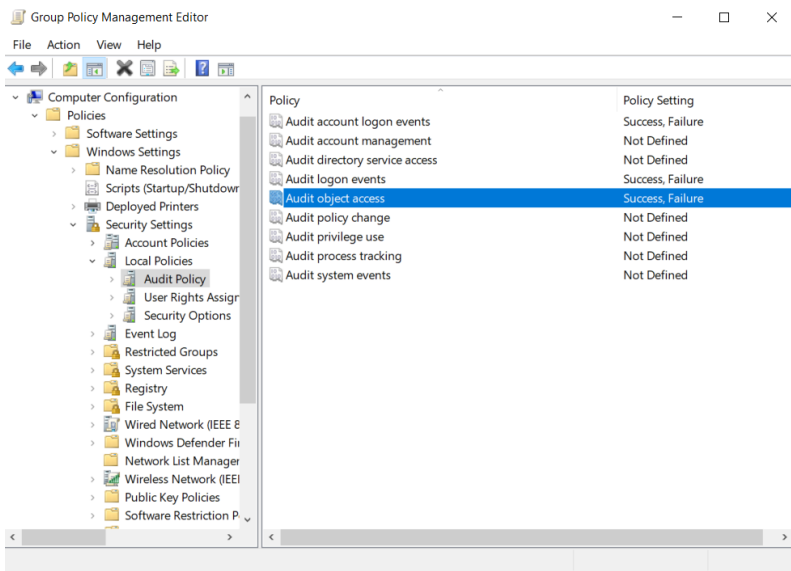 Group Policy Management Editor
File Action View Help
Computer Configuration
Policies
Software Settings
Windows Settings
Name Resolution Policy
Scripts (Startup/Shutdowr
Deployed Printers
Security Settings
Account Policies
Local Policies
Audit Policy
User Rights Assigr
Security Options
Event Log
Restricted Groups
System Services
Registry
File System
Wired Network (IEEE 8
Windows Defender Fi
Network List Manager
Wireless Network (IEEI
Public Key Policies
Software Restriction P
Policy Policy Setting
Audit account logon events Success, Failure
Audit account management Not Defined
Audit directory service access Not Defined
Audit logon events Success, Failure
Audit object access Success, Failure
Audit policy change Not Defined
Audit privilege use Not Defined
Audit process tracking Not Defined
Audit system events Not Defined